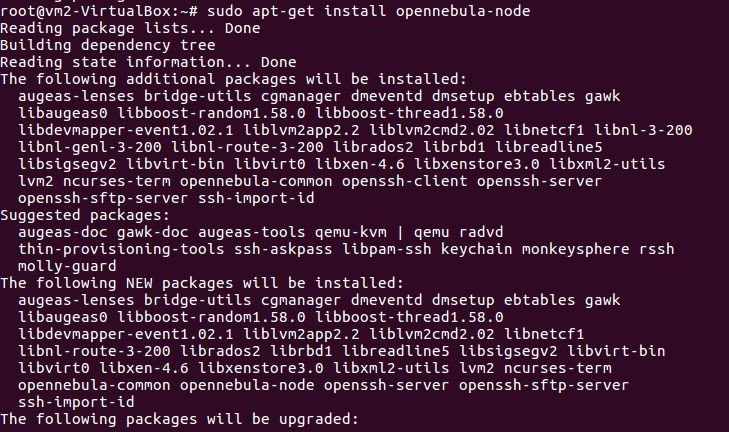 root@vm2-VirtualBox:~# sudo apt-get install opennebula-node
Reading package lists... Done
Building dependency tree
Reading state information... Done
The following additional packages will be installed:
  augeas-lenses bridge-utils cgmanager dmeventd dmsetup ebtables gawk
  libaugeas0 libboost-random1.58.0 libboost-thread1.58.0
  libdevmapper-event1.02.1 liblvm2app2.2 liblvm2cmd2.02 libnetcf1 libnl-3-200
  libnl-genl-3-200 libnl-route-3-200 librados2 librbd1 libreadline5
  libsigsegv2 libvirt-bin libvirt0 libxen-4.6 libxenstore3.0 libxml2-utils
  lvm2 ncurses-term opennebula-common openssh-client openssh-server
  openssh-sftp-server ssh-import-id
Suggested packages:
  augeas-doc gawk-doc augeas-tools qemu-kvm | qemu radvd
  thin-provisioning-tools ssh-askpass libpam-ssh keychain monkeysphere rssh
  molly-guard
The following NEW packages will be installed:
  augeas-lenses bridge-utils cgmanager dmeventd dmsetup ebtables gawk
  libaugeas0 libboost-random1.58.0 libboost-thread1.58.0
  libdevmapper-event1.02.1 liblvm2app2.2 liblvm2cmd2.02 libnetcf1
  libnl-route-3-200 librados2 librbd1 libreadline5 libsigsegv2 libvirt-bin
  libvirt0 libxen-4.6 libxenstore3.0 libxml2-utils lvm2 ncurses-term
  opennebula-common opennebula-node openssh-server openssh-sftp-server
  ssh-import-id
The following packages will be upgraded: